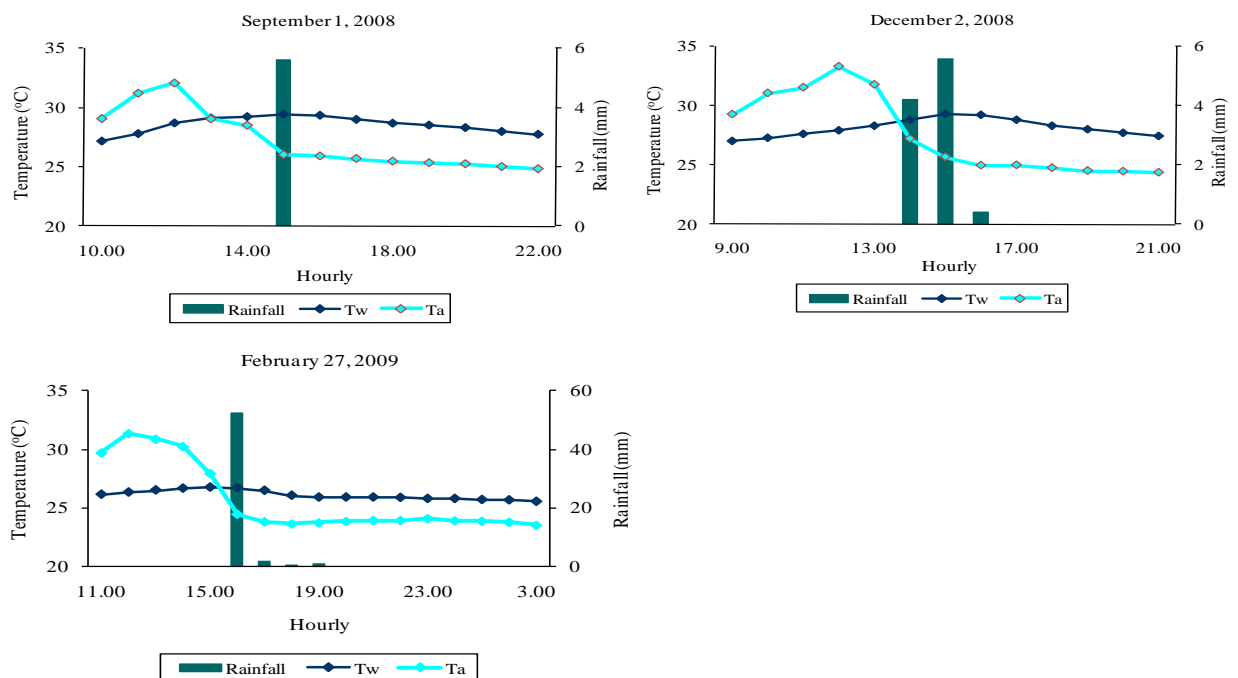 September 1, 2008
35
30
25
20
6
4
2
0
Temperature (ºC)
Rainfall (mm)
10.00 14.00 18.00 22.00
Hourly
Rainfall Tw Ta
December 2, 2008
35
30
25
20
6
4
2
0
Temperature (ºC)
Rainfall (mm)
9.00 13.00 17.00 21.00
Hourly
Rainfall Tw Ta
February 27, 2009
35
30
25
20
60
40
20
0
Temperature (ºC)
Rainfall (mm)
11.00 15.00 19.00 23.00 3.00
Hourly
Rainfall Tw Ta